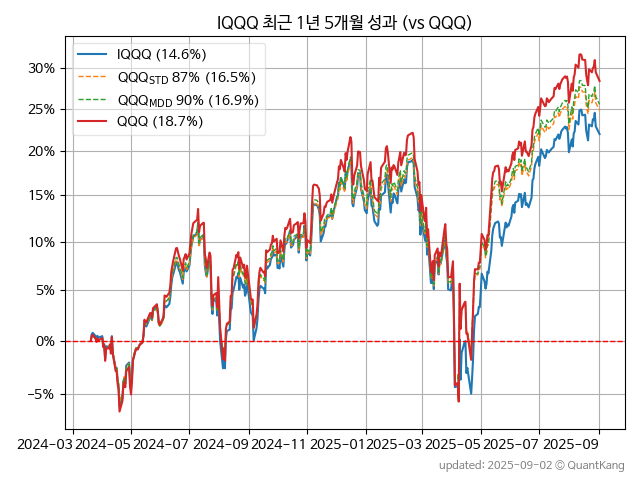 IQQQ 최근 1년 5개월 성과 (vs QQQ)
IQQQ (14.6%)
QQQSTD 87% (16.5%)
QQQMDD 90% (16.9%)
QQQ (18.7%)
30%
25%
20%
15%
10%
5%
0%
−5%
2024−03 2024−05 2024−07 2024−09 2024−11 2025−01 2025−03 2025−05 2025−07 2025−09
updated: 2025-09-02 © QuantKang